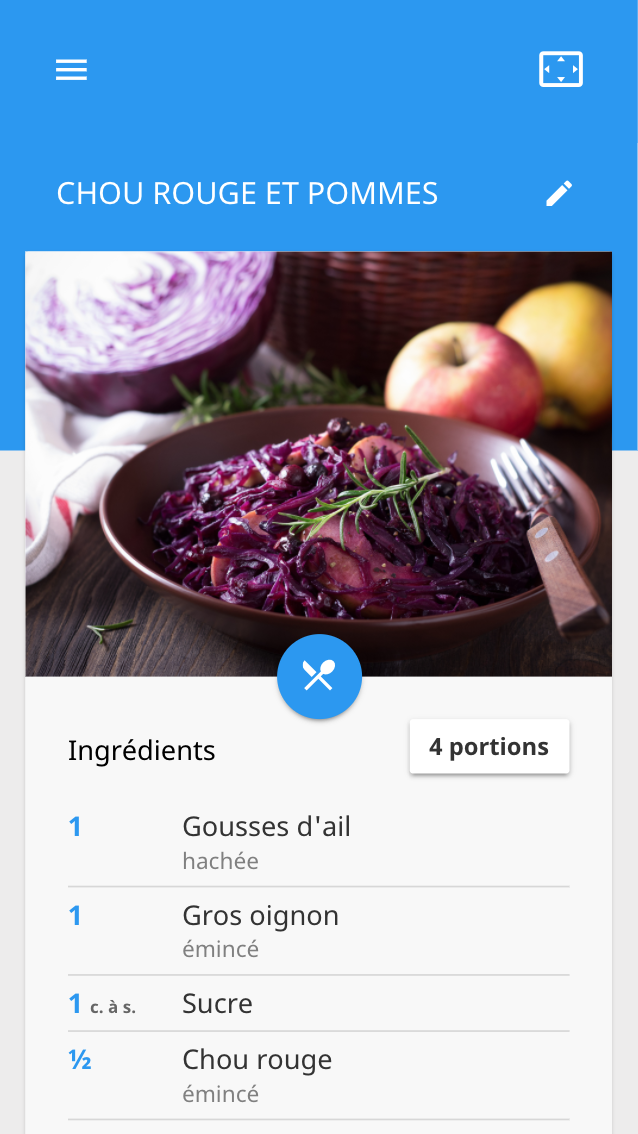 CHOU ROUGE ET POMMES
Ingrédients
4 portions
1 Gousses d'ail
hachée
1 Gros oignon
émincé
1 c. à s. Sucre
½ Chou rouge
émincé